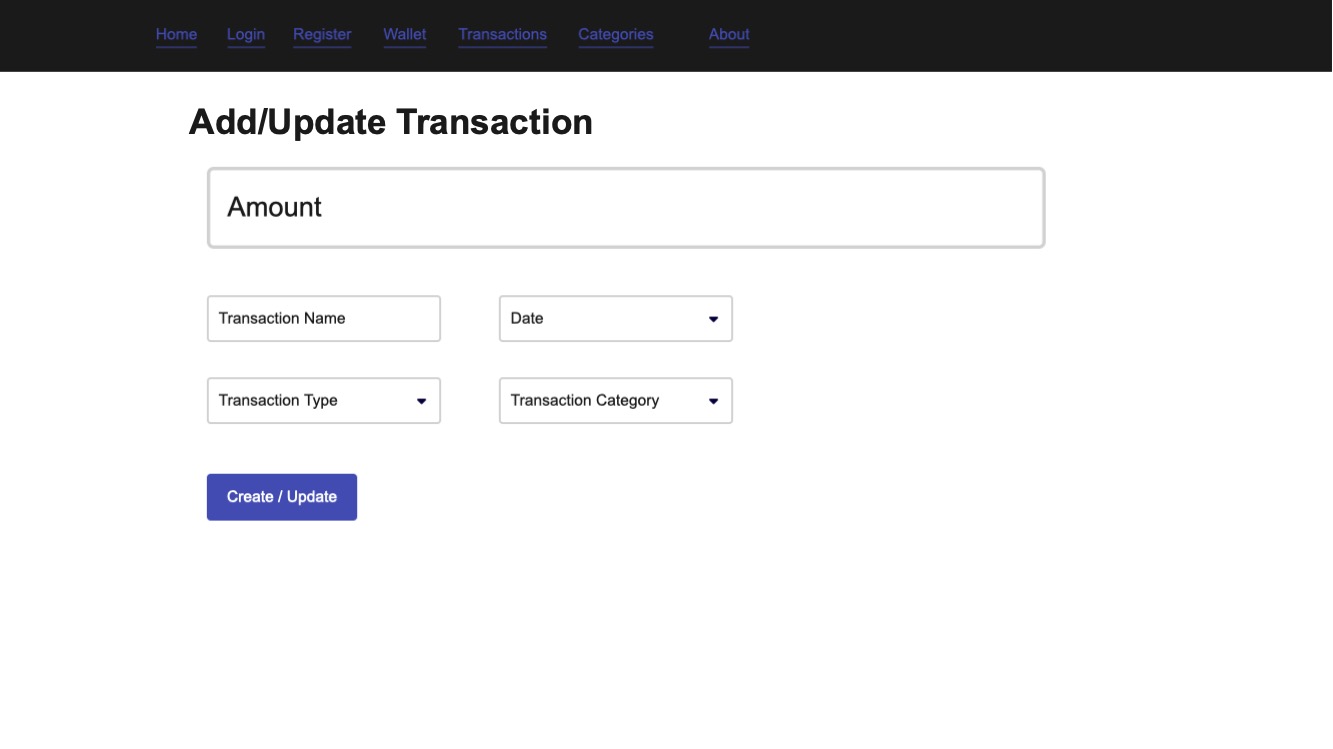 Home Login Register Wallet Transactions Categories About
Add/Update Transaction
Amount
Transaction Name Date
Transaction Type Transaction Category
Create / Update